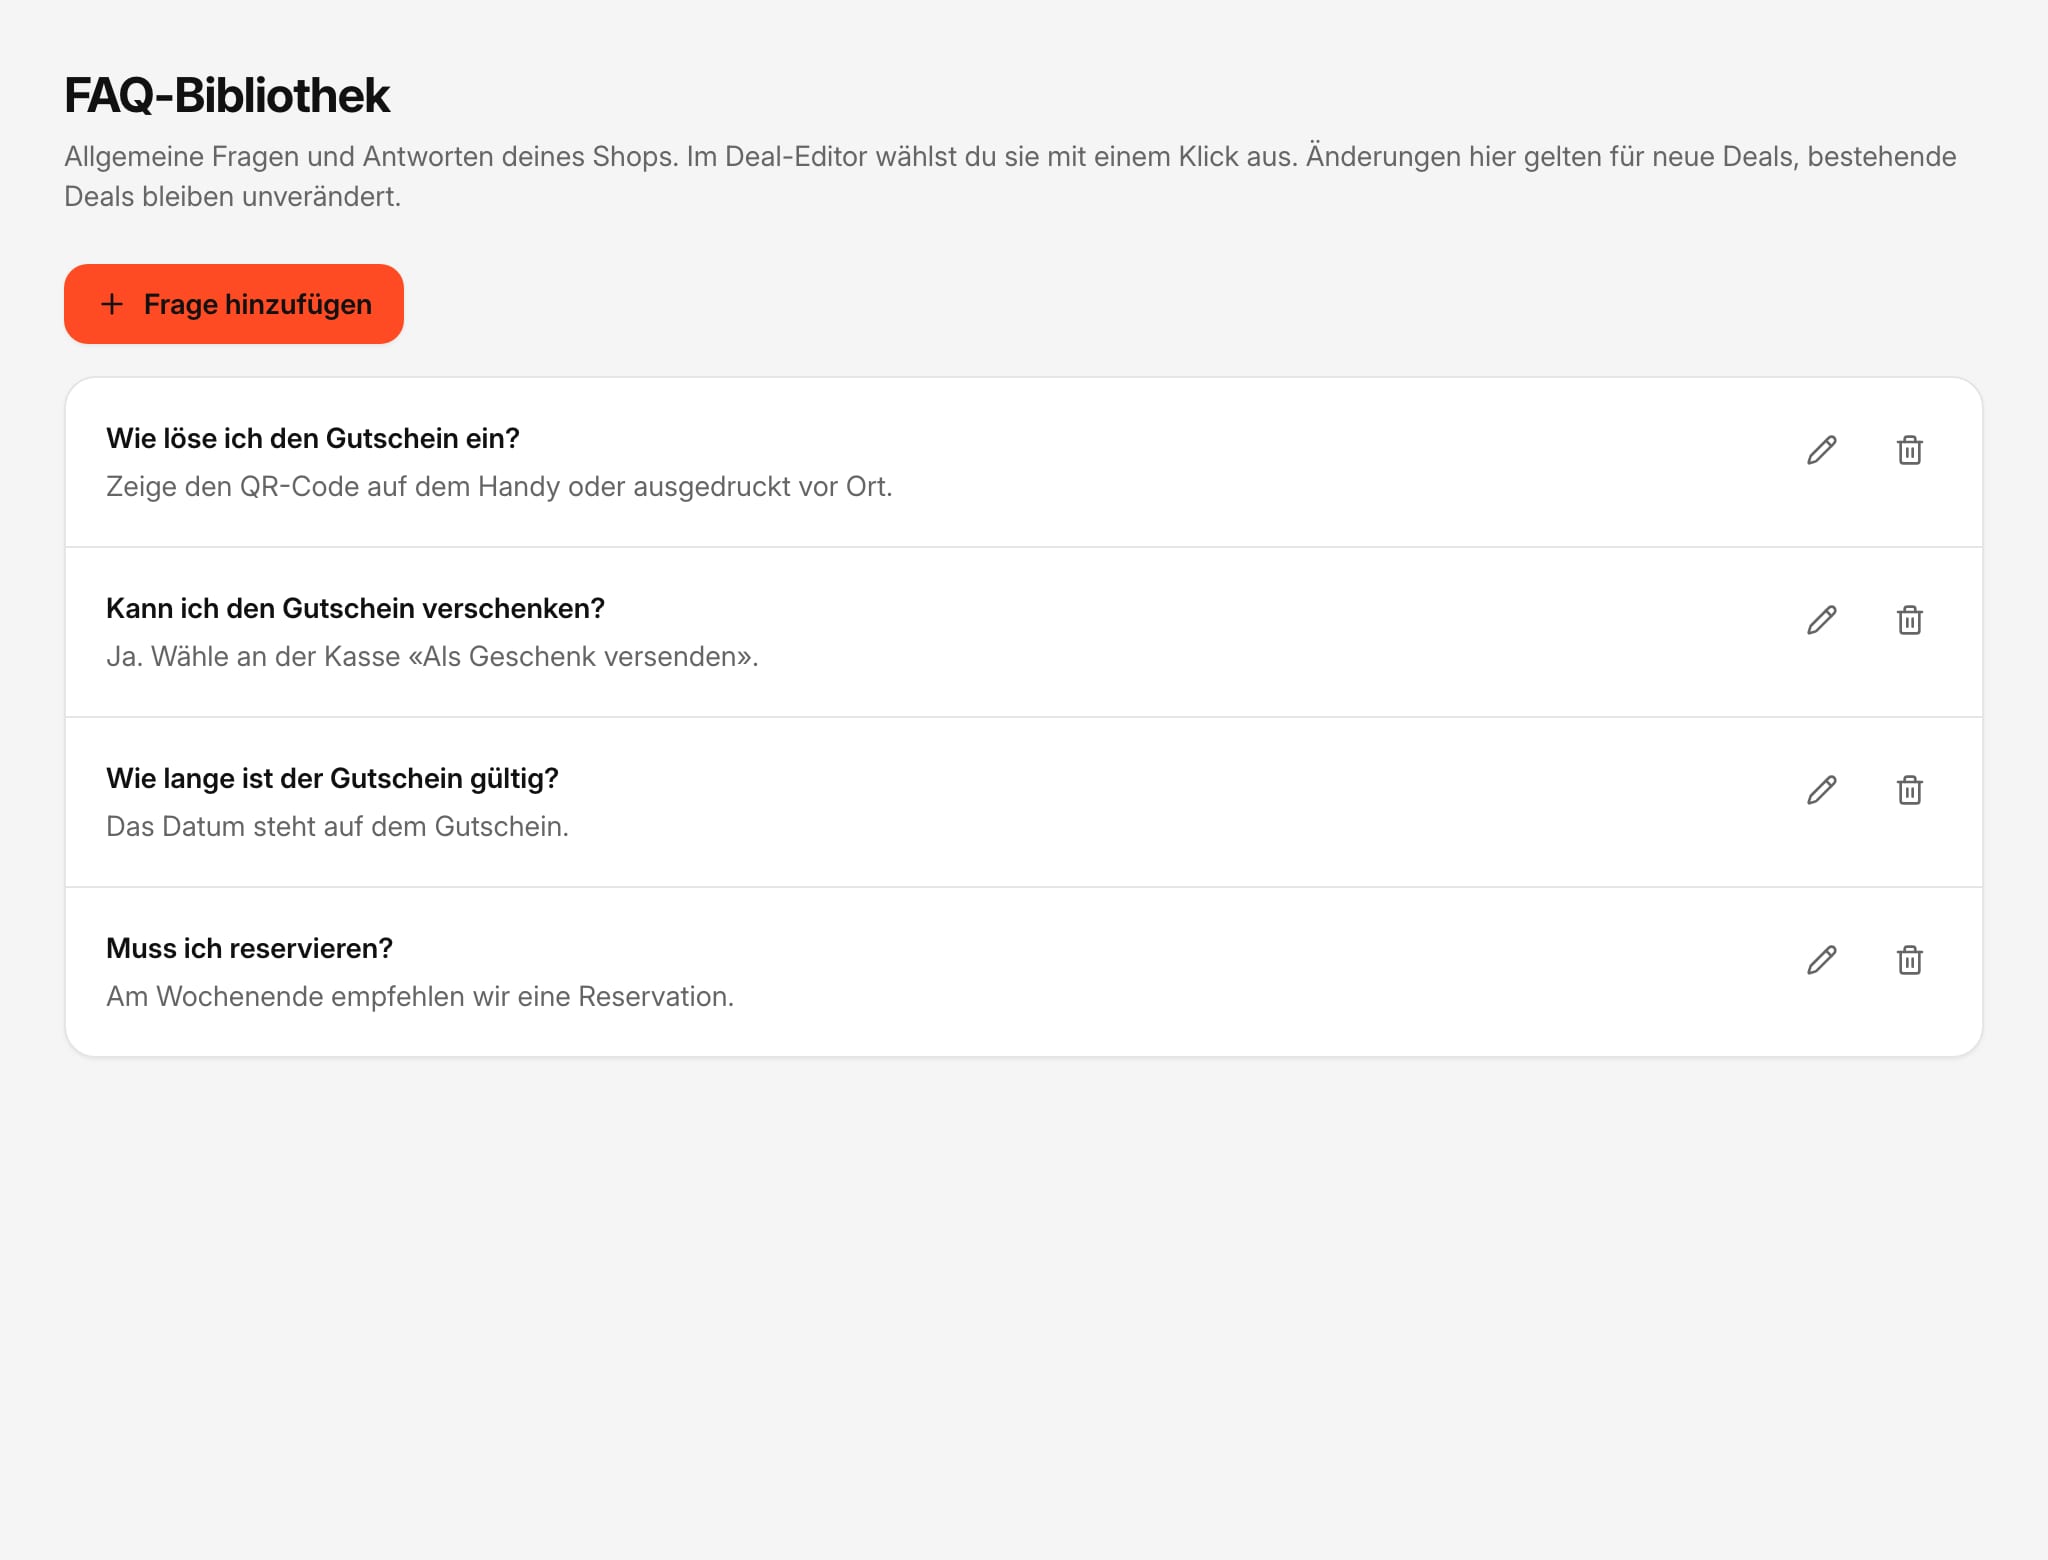 FAQ-Bibliothek
Allgemeine Fragen und Antworten deines Shops. Im Deal-Editor wählst du sie mit einem Klick aus. Änderungen hier gelten für neue Deals, bestehende
Deals bleiben unverändert.
+ Frage hinzufügen
Wie löse ich den Gutschein ein?
Zeige den QR-Code auf dem Handy oder ausgedruckt vor Ort.
Kann ich den Gutschein verschenken?
Ja. Wähle an der Kasse «Als Geschenk versenden».
Wie lange ist der Gutschein gültig?
Das Datum steht auf dem Gutschein.
Muss ich reservieren?
Am Wochenende empfehlen wir eine Reservation.